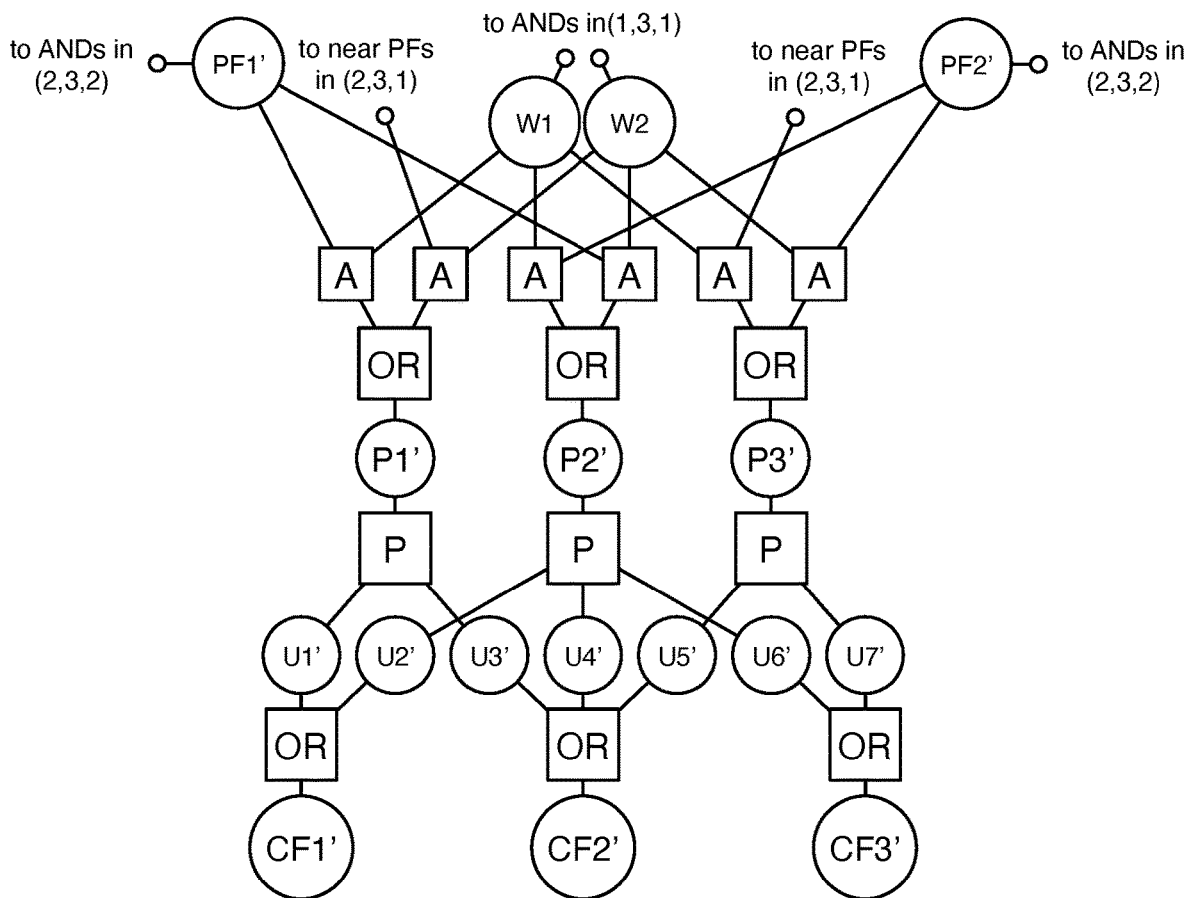 to ANDs in
(2,3,2)
PF1'
to near PFs
in (2,3,1)
to ANDs in(1,3,1)
W1
W2
to near PFs
in (2,3,1)
PF2'
to ANDs in
(2,3,2)
A
A
A
A
A
A
OR
OR
OR
P1'
P2'
P3'
P
P
P
U1'
U2'
U3'
U4'
U5'
U6'
U7'
OR
OR
OR
CF1'
CF2'
CF3'